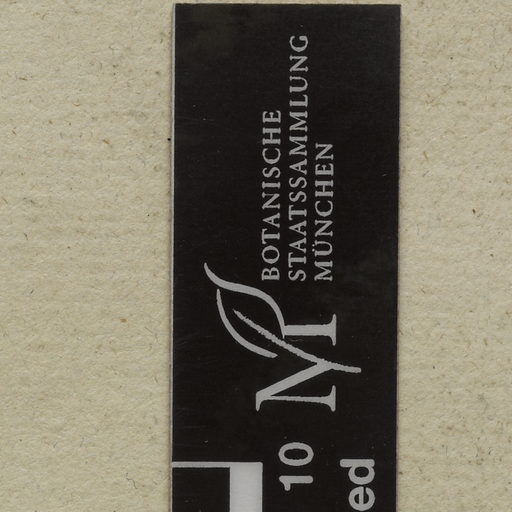 BOTANISCHE
STAATSSAMMLUNG
MÜNCHEN
M
10
ed